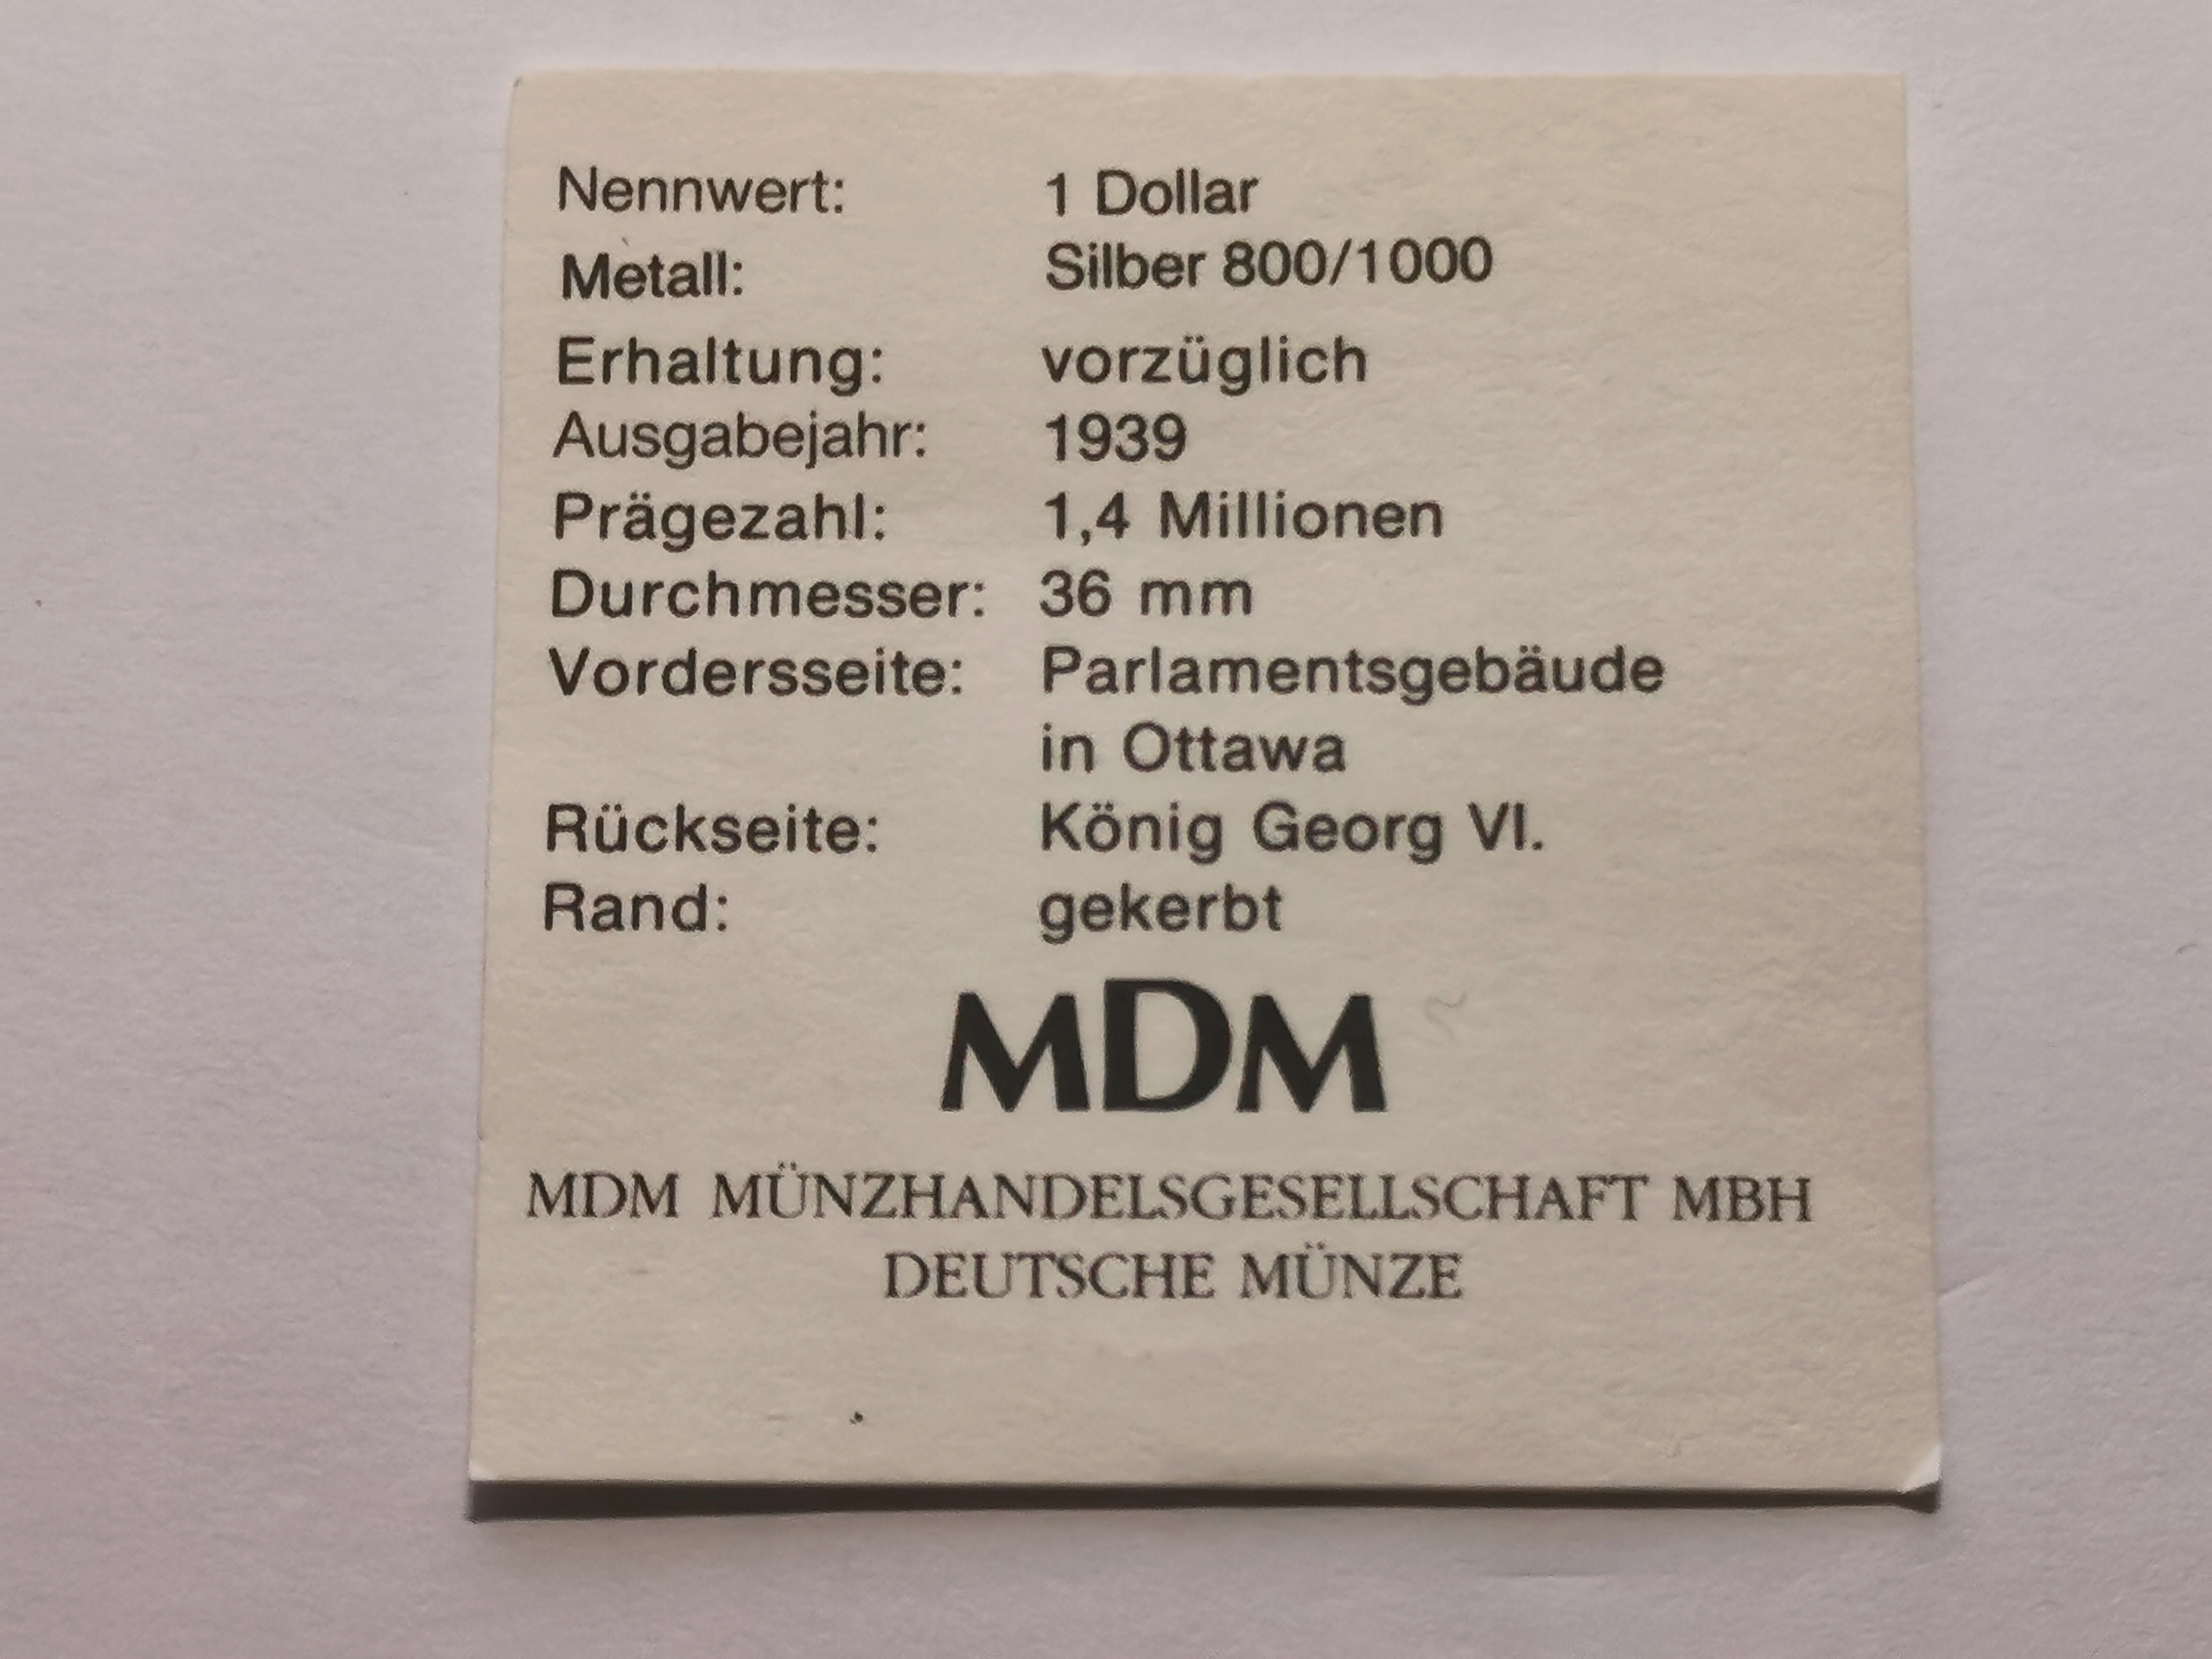 Nennwert: 1 Dollar
Metall: Silber 800/1000
Erhaltung: vorzüglich
Ausgabejahr: 1939
Prägezahl: 1,4 Millionen
Durchmesser: 36 mm
Vordersseite: Parlamentsgebäude
in Ottawa
Rückseite: König Georg VI.
Rand: gekerbt
MDM
MDM MÜNZHANDELSGESELLSCHAFT MBH
DEUTSCHE MÜNZE